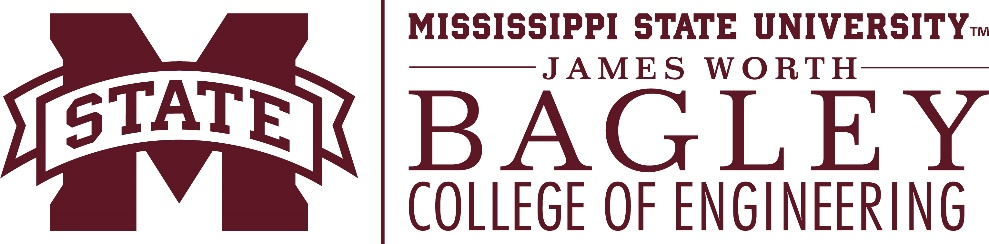 STATE
MISSISSIPPI STATE UNIVERSITY™
JAMES WORTH
BAGLEY
COLLEGE OF ENGINEERING